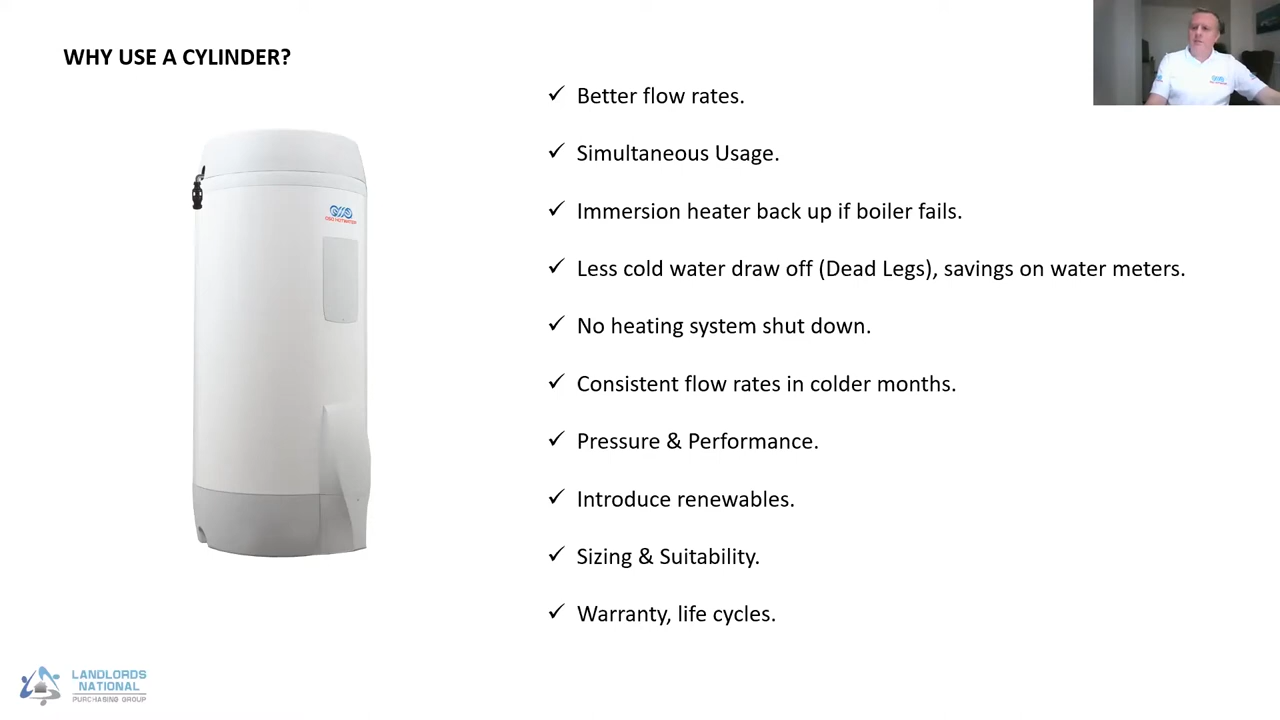 WHY USE A CYLINDER?
✓ Better flow rates.
✓ Simultaneous Usage.
✓ Immersion heater back up if boiler fails.
✓ Less cold water draw off (Dead Legs), savings on water meters.
✓ No heating system shut down.
✓ Consistent flow rates in colder months.
✓ Pressure & Performance.
✓ Introduce renewables.
✓ Sizing & Suitability.
✓ Warranty, life cycles.
OSO HOTWATER
LANDLORDS
NATIONAL
PURCHASING GROUP